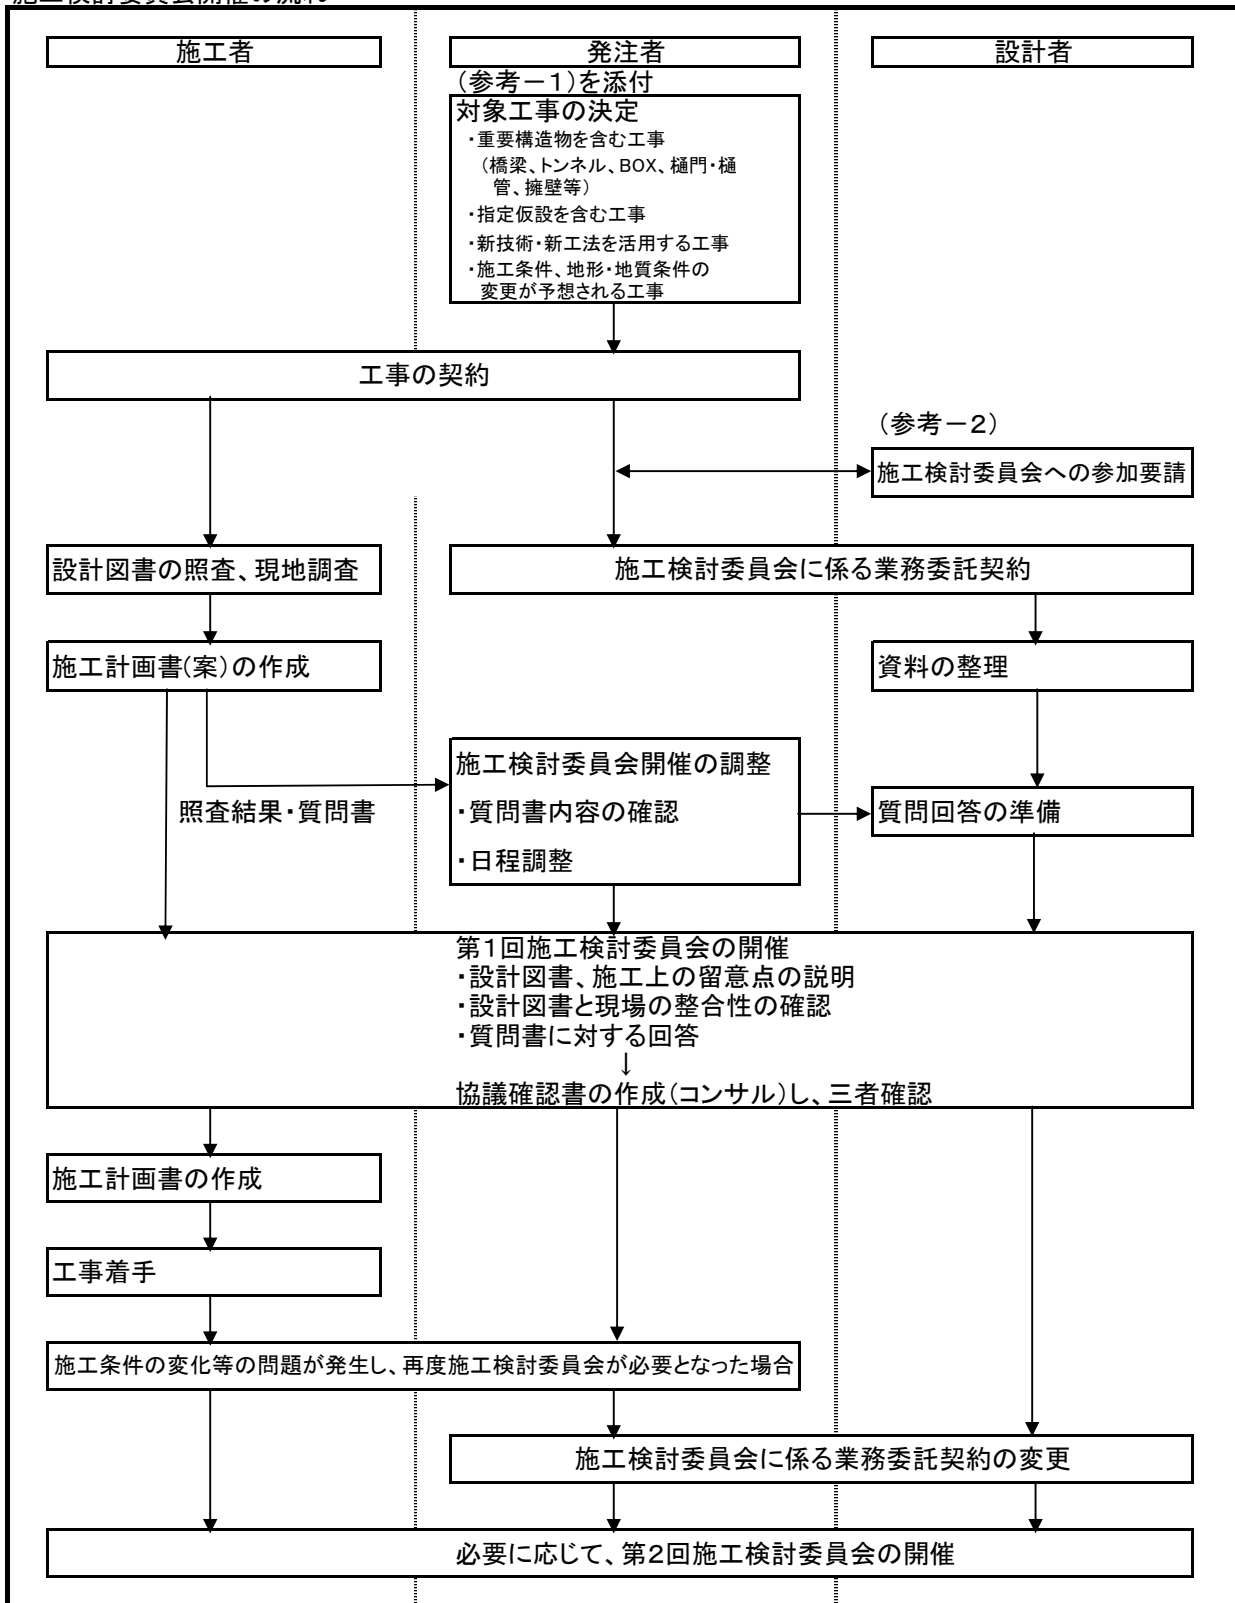 施工検討委員会開催の流れ
施工者
発注者
設計者
(参考－1)を添付
対象工事の決定
・重要構造物を含む工事
(橋梁、トンネル、BOX、樋門・樋
管、擁壁等)
・指定仮設を含む工事
・新技術・新工法を活用する工事
・施工条件、地形・地質条件の
変更が予想される工事
工事の契約
(参考－2)
施工検討委員会への参加要請
設計図書の照査、現地調査
施工検討委員会に係る業務委託契約
施工計画書(案)の作成
資料の整理
施工検討委員会開催の調整
・質問書内容の確認
・日程調整
照査結果・質問書
質問回答の準備
第1回施工検討委員会の開催
・設計図書、施工上の留意点の説明
・設計図書と現場の整合性の確認
・質問書に対する回答
↓
協議確認書の作成(コンサル)し、三者確認
施工計画書の作成
工事着手
施工条件の変化等の問題が発生し、再度施工検討委員会が必要となった場合
施工検討委員会に係る業務委託契約の変更
必要に応じて、第2回施工検討委員会の開催